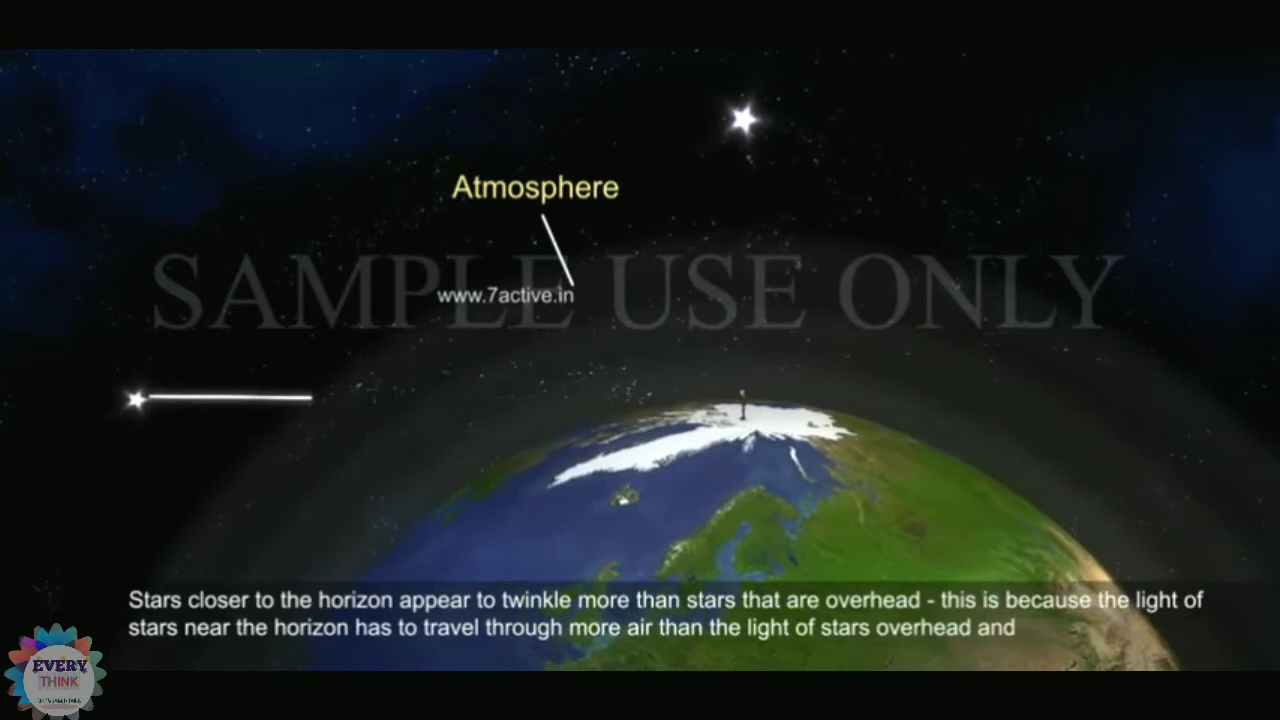 Atmosphere
SAMPLE USE ONLY
www.7active.in
Stars closer to the horizon appear to twinkle more than stars that are overhead - this is because the light of
stars near the horizon has to travel through more air than the light of stars overhead and
EVERY
THINK